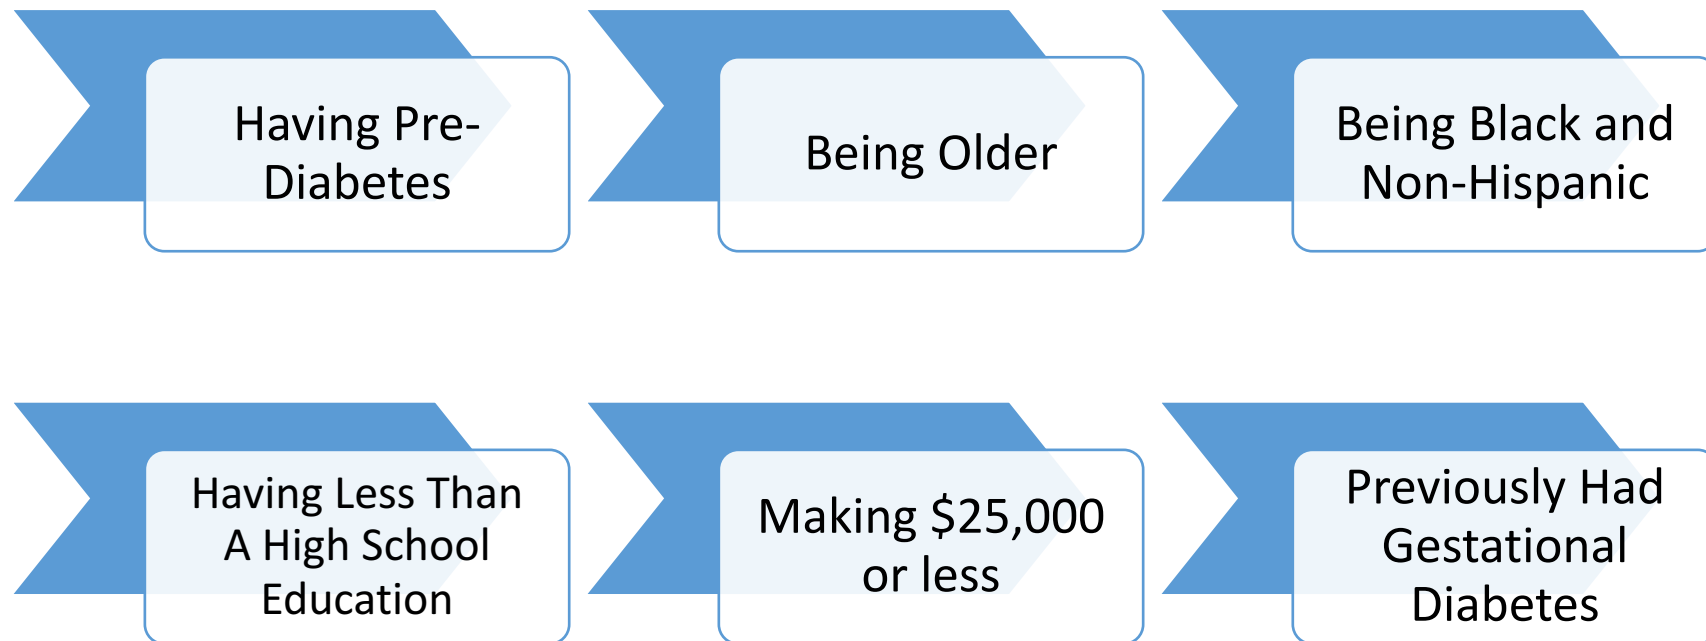 Having Pre-
Diabetes
Being Older
Being Black and
Non-Hispanic
Having Less Than
A High School
Education
Making $25,000
or less
Previously Had
Gestational
Diabetes